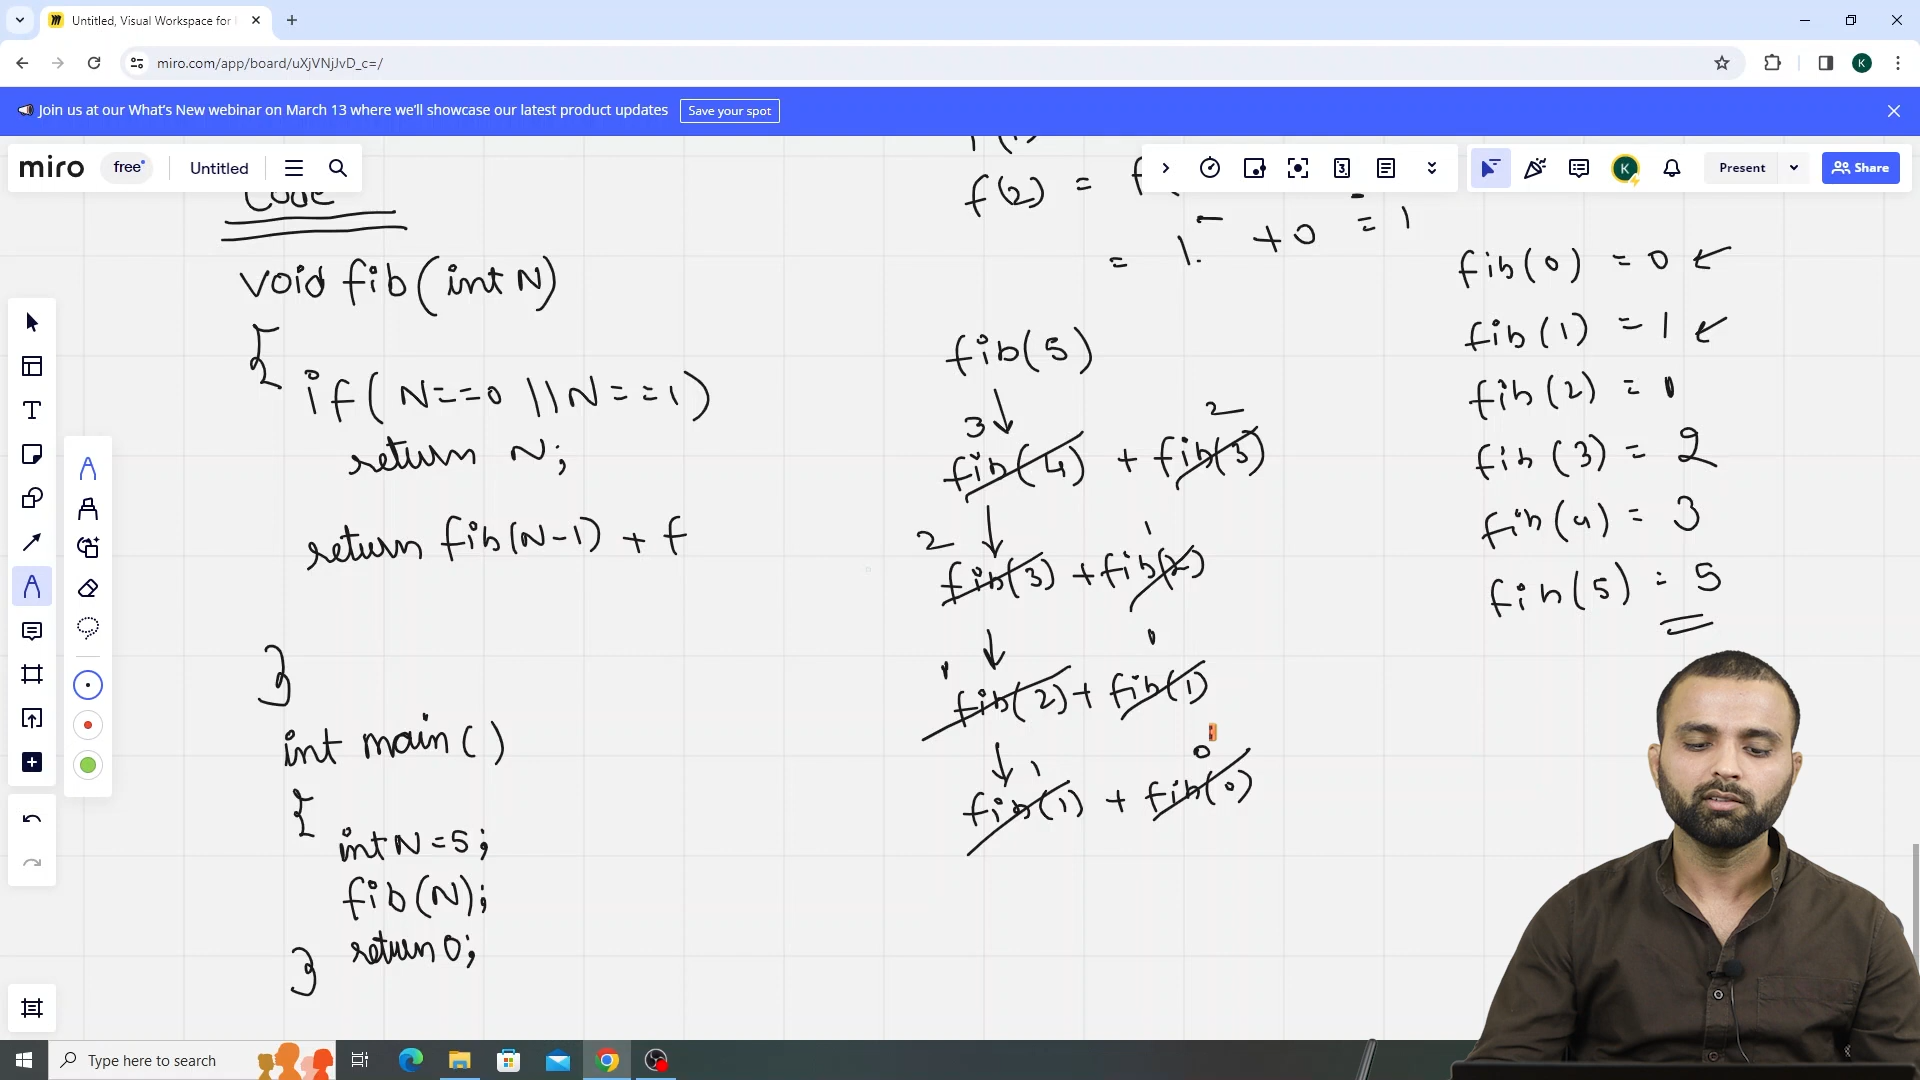 Untitled, Visual Workspace for
miro.com/app/board/uXjVNjJvD_c=/
K
Join us at our What's New webinar on March 13 where we'll showcase our latest product updates
Save your spot
miro
free
Untitled
K
Present
Share
Code
void fib(int N)
{
if( N==0 || N==1)
return N;
return fib(N-1) + f
}
int main()
{
int N=5;
fib(N);
return 0;
}
f(2) =
= 1 + 0 = 1
fib(5)
3 2
fib(4) + fib(3)
2 1
fib(3) + fib(2)
1 1
fib(2) + fib(1)
1 0
fib(1) + fib(0)
fib(0) = 0
fib(1) = 1
fib(2) = 1
fib(3) = 2
fib(4) = 3
fib(5) = 5
Type here to search